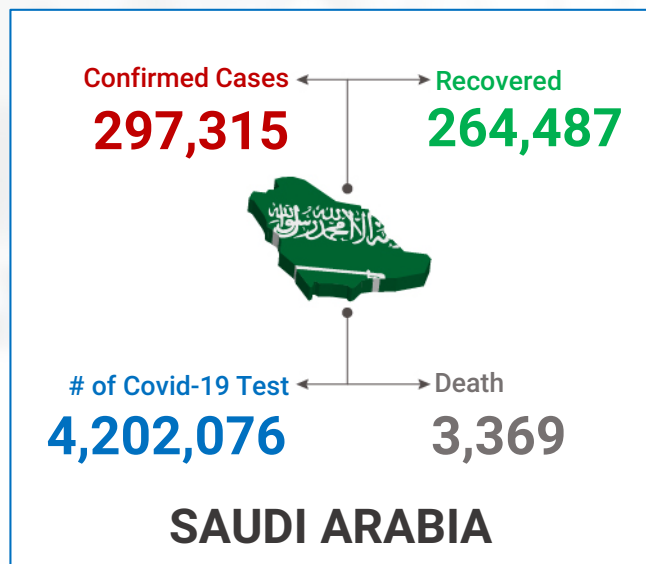 Confirmed Cases
297,315
Recovered
264,487
# of Covid-19 Test
4,202,076
Death
3,369
SAUDI ARABIA